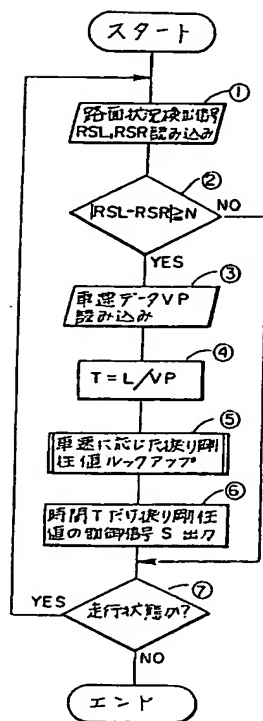 スタート
①
路面状況検出信号
RSL,RSR 読み込み
②
|RSL-RSR|≧N
NO
YES
③
車速データVP
読み込み
④
T=L/VP
⑤
車速に応じた捩り剛
性値ルックアップ
⑥
時間Tだけ捩り剛性
値の制御信号S出力
⑦
YES
走行状態か?
NO
エンド